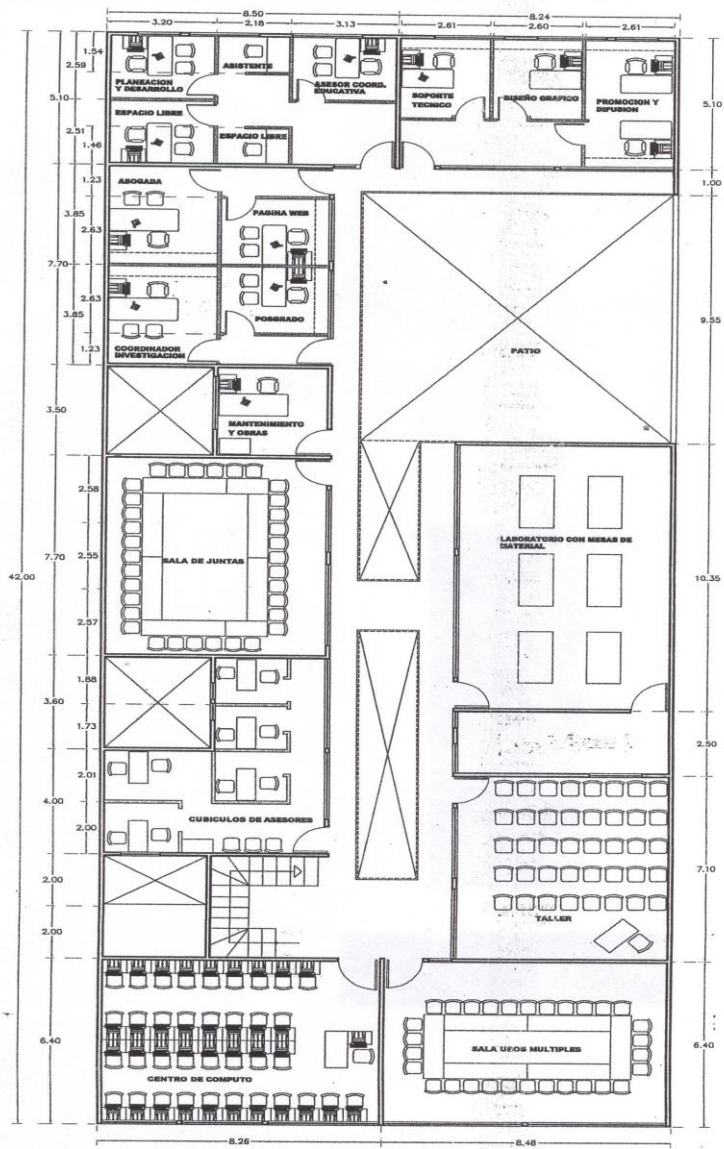 8.50
8.24
3.20
2.18
3.13
2.61
2.60
2.61
1.54
2.59
5.10
2.51
1.46
1.23
3.85
2.63
7.70
2.63
3.85
1.23
3.50
2.58
7.70
2.55
2.57
42.00
1.88
3.60
1.73
2.01
4.00
2.00
2.00
2.00
6.40
PLANEACION
Y DESARROLLO
ASISTENTE
ASESOR COORD.
EDUCATIVA
SOPORTE
TECNICO
DISEÑO GRAFICO
PROMOCION Y
DIFUSION
ESPACIO LIBRE
ESPACIO LIBRE
ABOGADA
PAGINA WEB
POSGRADO
COORDINADOR
INVESTIGACION
MANTENIMIENTO
Y OBRAS
PATIO
SALA DE JUNTAS
LABORATORIO CON MESAS DE
MATERIAL
CUBICULOS DE ASESORES
TALLER
CENTRO DE COMPUTO
SALA USOS MULTIPLES
5.10
1.00
9.55
10.35
2.50
7.10
6.40
8.26
8.48